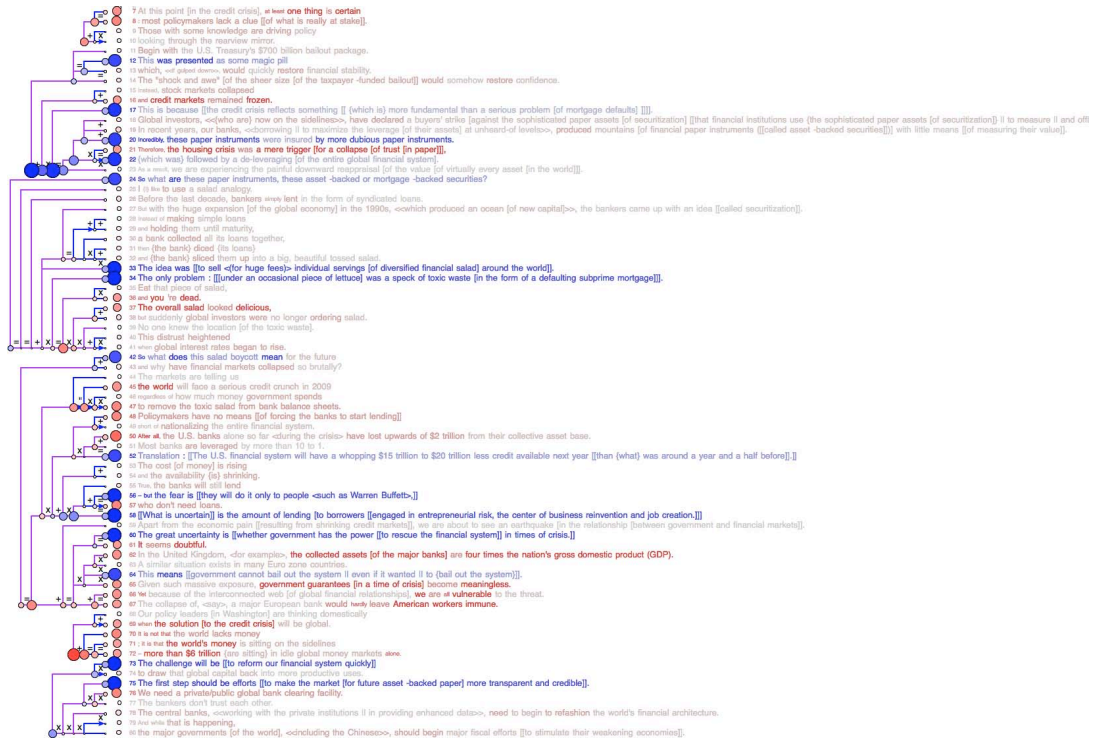 7 At this point [in the credit crisis], at least one thing is certain
8 : most policymakers lack a clue [[of what is really at stake]].
9 Those with some knowledge are driving policy
10 looking through the rearview mirror.
11 Begin with the U.S. Treasury's $700 billion bailout package.
12 This was presented as some magic pill
13 which, <<if gulped down>>, would quickly restore financial stability.
14 The "shock and awe" [of the sheer size [of the taxpayer -funded bailout]] would somehow restore confidence.
15 Instead, stock markets collapsed
16 and credit markets remained frozen.
17 This is because [[the credit crisis reflects something [[ {which is} more fundamental than a serious problem [of mortgage defaults] ]]].
18 Global investors, <<{who are} now on the sidelines>>, have declared a buyers' strike [against the sophisticated paper assets [of securitization] [[that financial institutions use {the sophisticated paper assets [of securitization]} || to measure || and offl
19 In recent years, our banks, <<borrowing || to maximize the leverage [of their assets] at unheard-of levels>>, produced mountains [of financial paper instruments {[[called asset -backed securities]]}] with little means [[of measuring their value]].
20 Incredibly, these paper instruments were insured by more dubious paper instruments.
21 Therefore, the housing crisis was a mere trigger [for a collapse [of trust [in paper]]],
22 {which was} followed by a de-leveraging [of the entire global financial system].
23 As a result, we are experiencing the painful downward reappraisal [of the value [of virtually every asset [in the world]]].
24 So what are these paper instruments, these asset -backed or mortgage -backed securities?
25 I {I} like to use a salad analogy.
26 Before the last decade, bankers simply lent in the form of syndicated loans.
27 But with the huge expansion [of the global economy] in the 1990s, <<which produced an ocean [of new capital]>>, the bankers came up with an idea [[called securitization]].
28 Instead of making simple loans
29 and holding them until maturity,
30 a bank collected all its loans together,
31 then {the bank} diced {its loans}
32 and {the bank} sliced them up into a big, beautiful tossed salad.
33 The idea was [[to sell <(for huge fees)> individual servings [of diversified financial salad] around the world]].
34 The only problem : [[[under an occasional piece of lettuce] was a speck of toxic waste [in the form of a defaulting subprime mortgage]]].
35 Eat that piece of salad,
36 and you 're dead.
37 The overall salad looked delicious,
38 but suddenly global investors were no longer ordering salad.
39 No one knew the location [of the toxic waste].
40 This distrust heightened
41 when global interest rates began to rise.
42 So what does this salad boycott mean for the future
43 and why have financial markets collapsed so brutally?
44 The markets are telling us
45 the world will face a serious credit crunch in 2009
46 regardless of how much money government spends
47 to remove the toxic salad from bank balance sheets.
48 Policymakers have no means [[of forcing the banks to start lending]]
49 short of nationalizing the entire financial system.
50 After all, the U.S. banks alone so far <during the crisis> have lost upwards of $2 trillion from their collective asset base.
51 Most banks are leveraged by more than 10 to 1.
52 Translation : [[The U.S. financial system will have a whopping $15 trillion to $20 trillion less credit available next year [[than {what} was around a year and a half before]].]]
53 The cost [of money] is rising
54 and the availability {is} shrinking.
55 True, the banks will still lend
56 – but the fear is [[they will do it only to people <such as Warren Buffett>,]]
57 who don't need loans.
58 [[What is uncertain]] is the amount of lending [to borrowers [[engaged in entrepreneurial risk, the center of business reinvention and job creation.]]]
59 Apart from the economic pain [[resulting from shrinking credit markets]], we are about to see an earthquake [in the relationship [between government and financial markets]].
60 The great uncertainty is [[whether government has the power [[to rescue the financial system]] in times of crisis.]]
61 It seems doubtful.
62 In the United Kingdom, <for example>, the collected assets [of the major banks] are four times the nation's gross domestic product (GDP).
63 A similar situation exists in many Euro zone countries.
64 This means [[government cannot bail out the system || even if it wanted || to {bail out the system}]].
65 Given such massive exposure, government guarantees [in a time of crisis] become meaningless.
66 Yet because of the interconnected web [of global financial relationships], we are all vulnerable to the threat.
67 The collapse of, <say>, a major European bank would hardly leave American workers immune.
68 Our policy leaders [in Washington] are thinking domestically
69 when the solution [to the credit crisis] will be global.
70 It is not that the world lacks money
71 ; it is that the world's money is sitting on the sidelines
72 – more than $6 trillion {are sitting} in idle global money markets alone.
73 The challenge will be [[to reform our financial system quickly]]
74 to draw that global capital back into more productive uses.
75 The first step should be efforts [[to make the market [for future asset -backed paper] more transparent and credible]].
76 We need a private/public global bank clearing facility.
77 The bankers don't trust each other.
78 The central banks, <<working with the private institutions || in providing enhanced data>>, need to begin to refashion the world's financial architecture.
79 And while that is happening,
80 the major governments [of the world], <<including the Chinese>>, should begin major fiscal efforts [[to stimulate their weakening economies]].